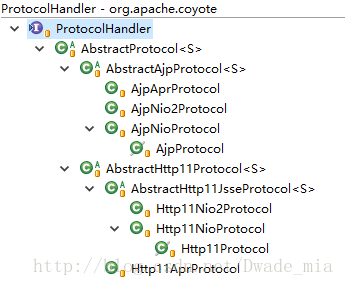 ProtocolHandler - org.apache.coyote
ProtocolHandler
AbstractProtocol<S>
AbstractAjpProtocol<S>
AjpAprProtocol
AjpNio2Protocol
AjpNioProtocol
AjpProtocol
AbstractHttp11Protocol<S>
AbstractHttp11JsseProtocol<S>
Http11Nio2Protocol
Http11NioProtocol
Http11Protocol
Http11AprProtocol